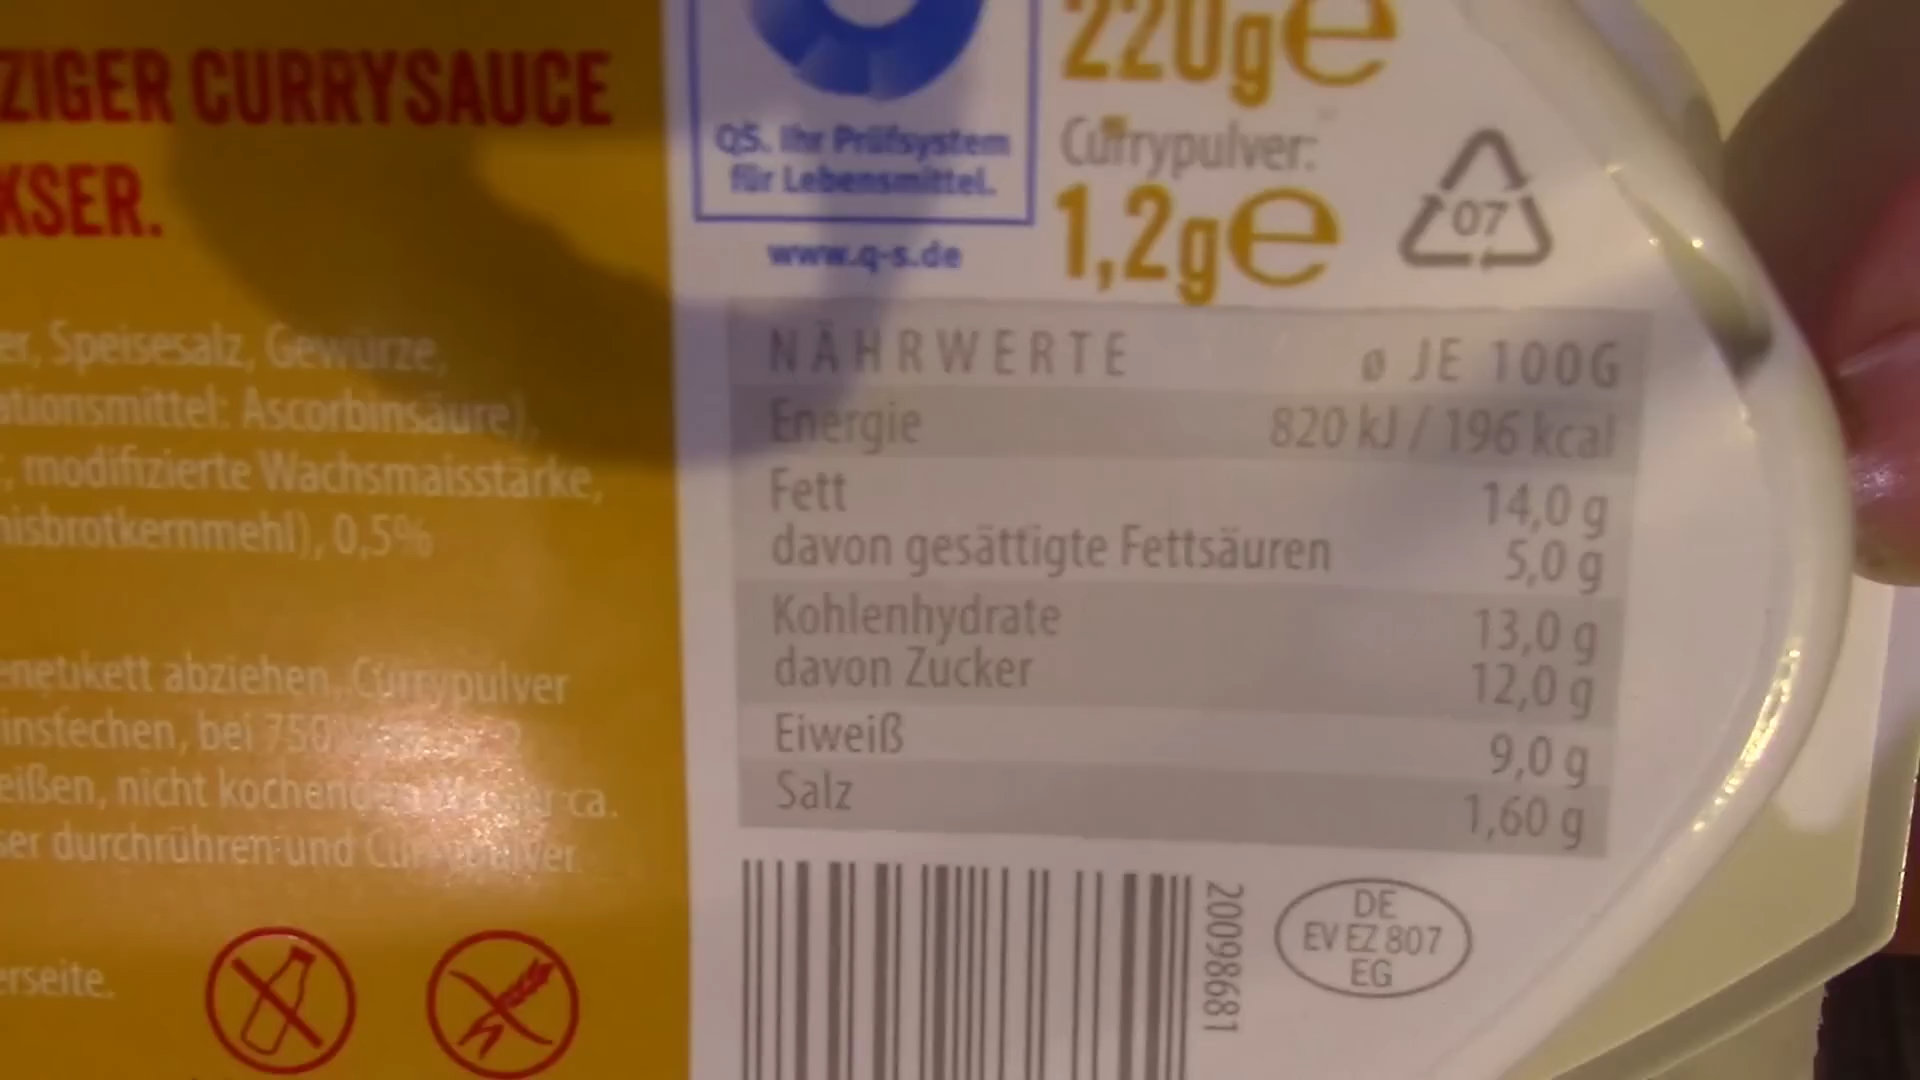 ZIGER CURRYSAUCE
KSER.
er, Speisesalz, Gewürze,
ationsmittel: Ascorbinsäure),
, modifizierte Wachsmaisstärke,
nisbrotkernmehl), 0,5%
enetikett abziehen, Currypulver
instechen, bei 750
eißen, nicht kochend ca.
ser durchrühren und Currypulver
erseite.
QS. Ihr Prüfsystem
für Lebensmittel.
www.q-s.de
220g e
Currypulver:
1,2g e
07
NÄHRWERTE ø JE 100G
Energie 820 kJ / 196 kcal
Fett 14,0 g
davon gesättigte Fettsäuren 5,0 g
Kohlenhydrate 13,0 g
davon Zucker 12,0 g
Eiweiß 9,0 g
Salz 1,60 g
20098681
DE
EV EZ 807
EG